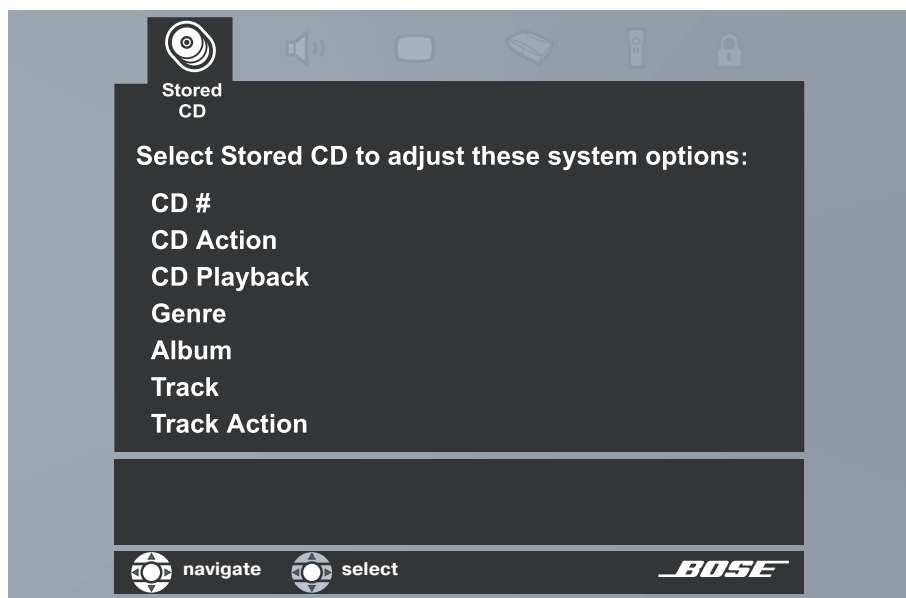 Stored
CD
Select Stored CD to adjust these system options:
CD #
CD Action
CD Playback
Genre
Album
Track
Track Action
navigate select BOSE